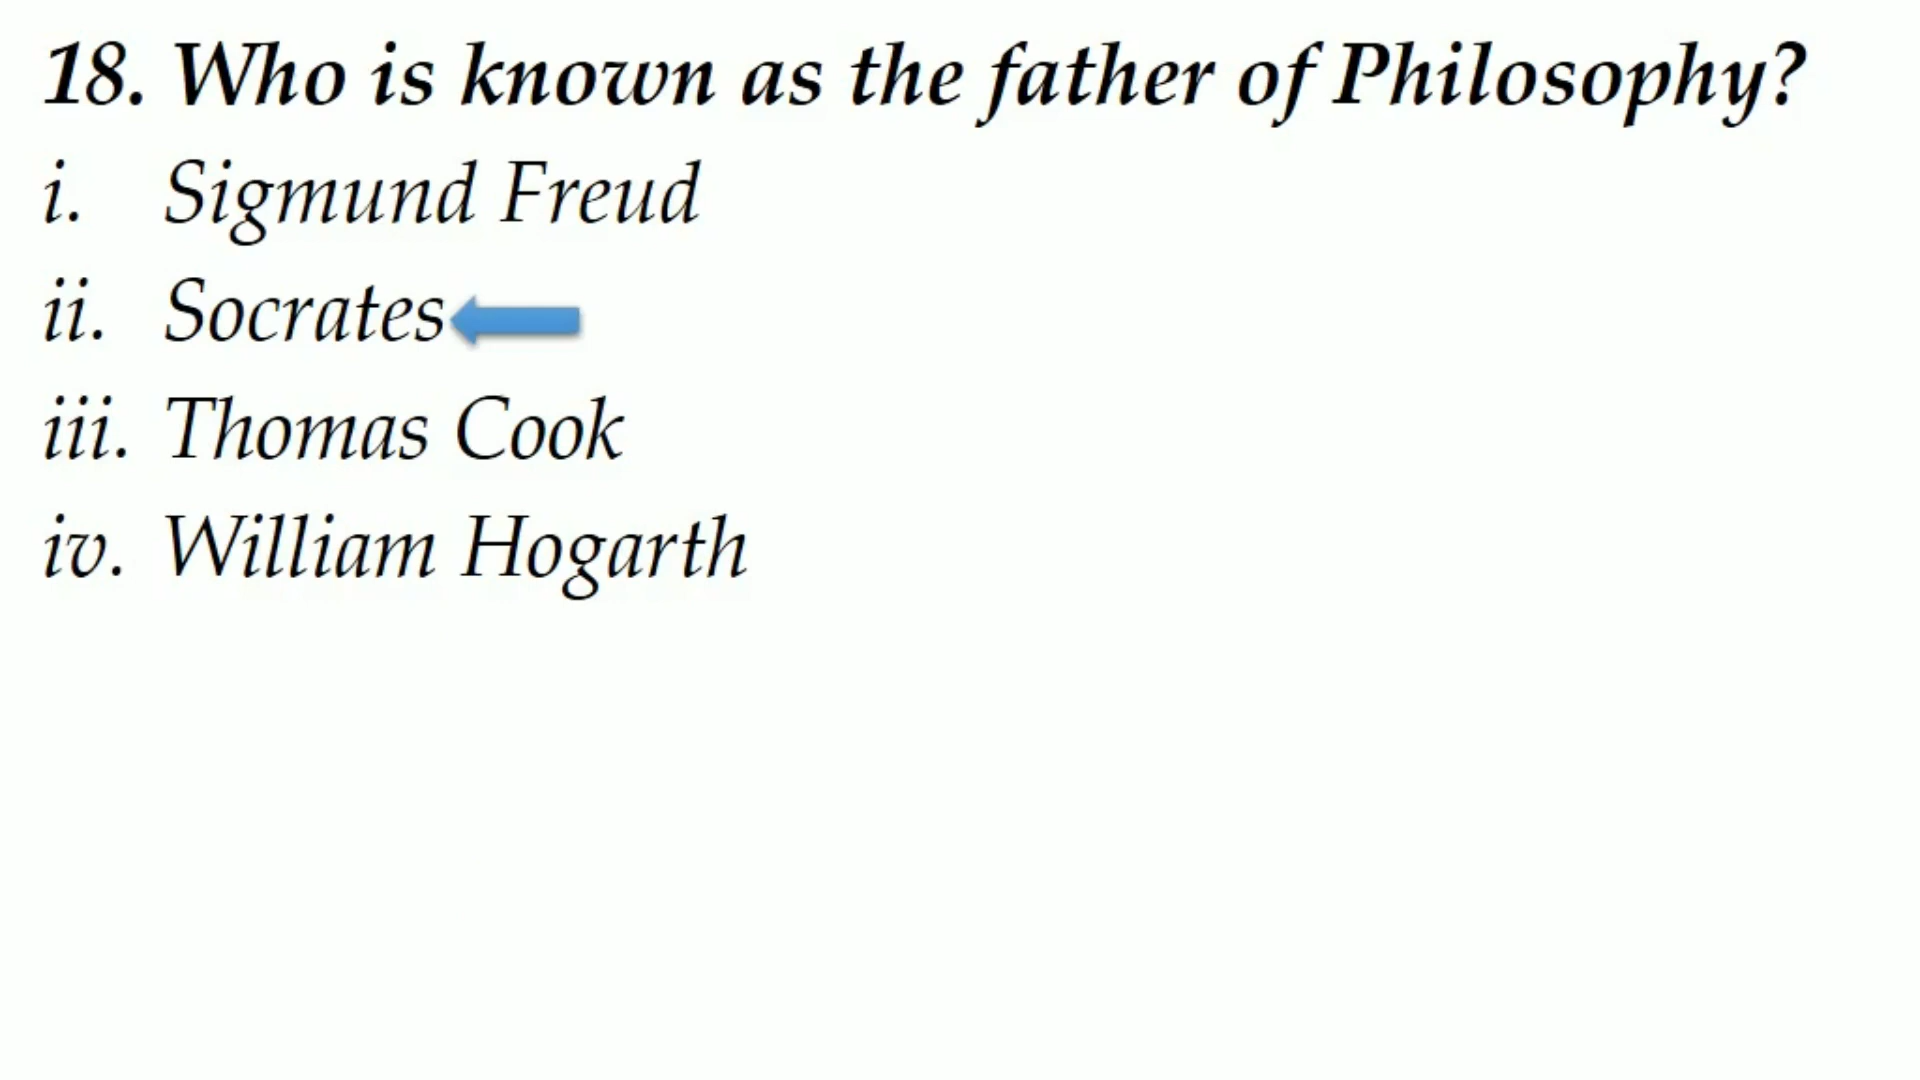 18. Who is known as the father of Philosophy?
i. Sigmund Freud
ii. Socrates
iii. Thomas Cook
iv. William Hogarth